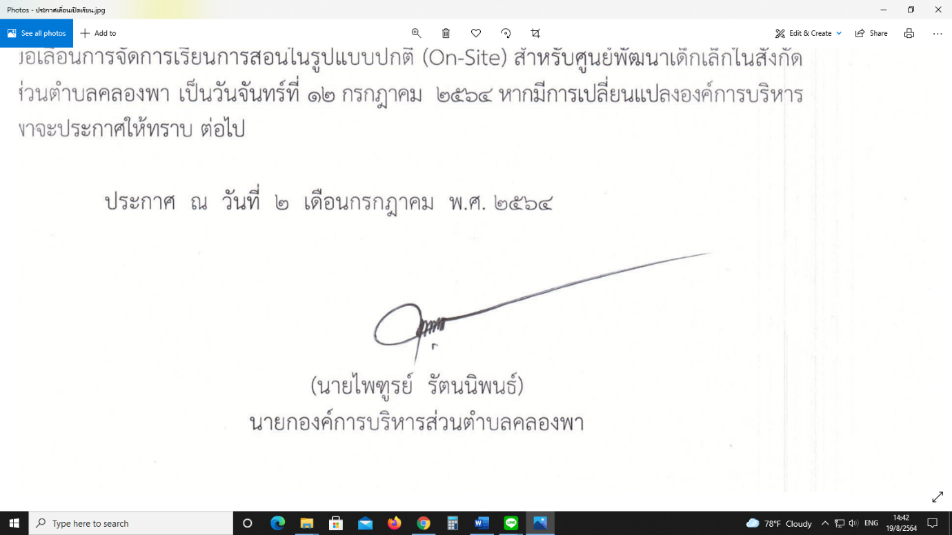 Photos - ประกาศเลื่อนเปิดเรียน.jpg
See all photos
Add to
Edit & Create
Share
ขอเลื่อนการจัดการเรียนการสอนในรูปแบบปกติ (On-Site) สำหรับศูนย์พัฒนาเด็กเล็กในสังกัด
ส่วนตำบลคลองพา เป็นวันจันทร์ที่ ๑๒ กรกฎาคม ๒๕๖๔ หากมีการเปลี่ยนแปลงองค์การบริหาร
พาจะประกาศให้ทราบ ต่อไป
ประกาศ ณ วันที่ ๒ เดือนกรกฎาคม พ.ศ. ๒๕๖๔
(นายไพฑูรย์ รัตนนิพนธ์)
นายกองค์การบริหารส่วนตำบลคลองพา
Type here to search
78°F Cloudy
ENG
14:42
19/8/2564